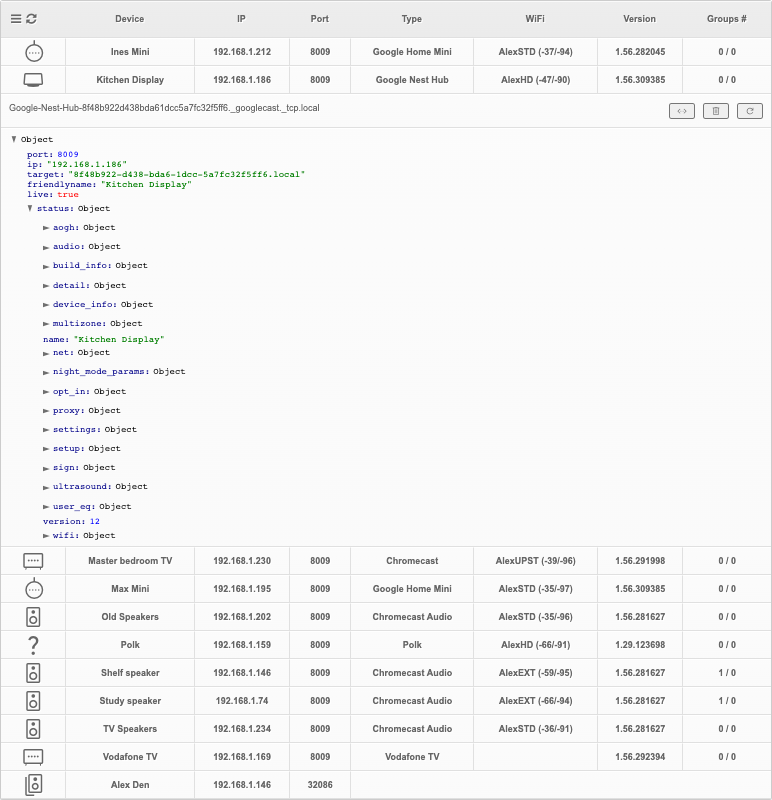 Device IP Port Type WiFi Version Groups #
Ines Mini 192.168.1.212 8009 Google Home Mini AlexSTD (-37/-94) 1.56.282045 0 / 0
Kitchen Display 192.168.1.186 8009 Google Nest Hub AlexHD (-47/-90) 1.56.309385 0 / 0
Google-Nest-Hub-8f48b922d438bda61dcc5a7fc32f5ff6._googlecast._tcp.local
Object
port: 8009
ip: "192.168.1.186"
target: "8f48b922-d438-bda6-1dcc-5a7fc32f5ff6.local"
friendlyname: "Kitchen Display"
live: true
status: Object
aogh: Object
audio: Object
build_info: Object
detail: Object
device_info: Object
multizone: Object
name: "Kitchen Display"
net: Object
night_mode_params: Object
opt_in: Object
proxy: Object
settings: Object
setup: Object
sign: Object
ultrasound: Object
user_eq: Object
version: 12
wifi: Object
Master bedroom TV 192.168.1.230 8009 Chromecast AlexUPST (-39/-96) 1.56.291998 0 / 0
Max Mini 192.168.1.195 8009 Google Home Mini AlexSTD (-35/-97) 1.56.309385 0 / 0
Old Speakers 192.168.1.202 8009 Chromecast Audio AlexSTD (-35/-96) 1.56.281627 0 / 0
Polk 192.168.1.159 8009 Polk AlexHD (-66/-91) 1.29.123698 0 / 0
Shelf speaker 192.168.1.146 8009 Chromecast Audio AlexEXT (-59/-95) 1.56.281627 1 / 0
Study speaker 192.168.1.74 8009 Chromecast Audio AlexEXT (-66/-94) 1.56.281627 1 / 0
TV Speakers 192.168.1.234 8009 Chromecast Audio AlexSTD (-36/-91) 1.56.281627 0 / 0
Vodafone TV 192.168.1.169 8009 Vodafone TV 1.56.292394 0 / 0
Alex Den 192.168.1.146 32086